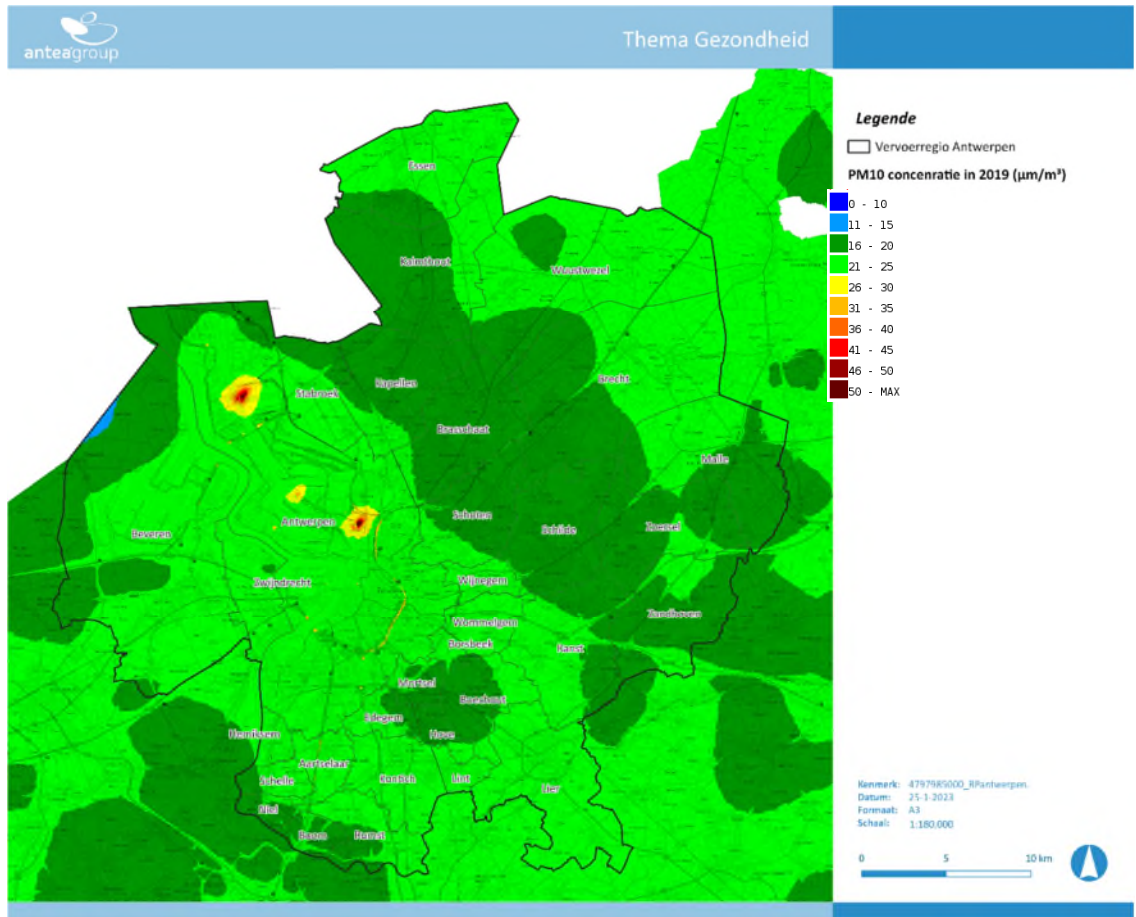 anteagroup
Thema Gezondheid
Legende
Vervoerregio Antwerpen
PM10 concenratie in 2019 (µm/m³)
0 - 10
11 - 15
16 - 20
21 - 25
26 - 30
31 - 35
36 - 40
41 - 45
46 - 50
50 - MAX
Essen
Kalmthout
Wuustwezel
Stabroek
Kapellen
Brecht
Brasschaat
Malle
Antwerpen
Schoten
Schilde
Zoersel
Beveren
Zwijndrecht
Wijnegem
Zandhoven
Wommelgem
Borsbeek
Ranst
Mortsel
Boechout
Edegem
Hove
Hemiksem
Aartselaar
Schelle
Kontich
Lint
Lier
Niel
Boom
Rumst
Kenmerk: 4797985000_RPantwerpen.
Datum: 25-1-2023
Formaat: A3
Schaal: 1:180,000
0 5 10 km